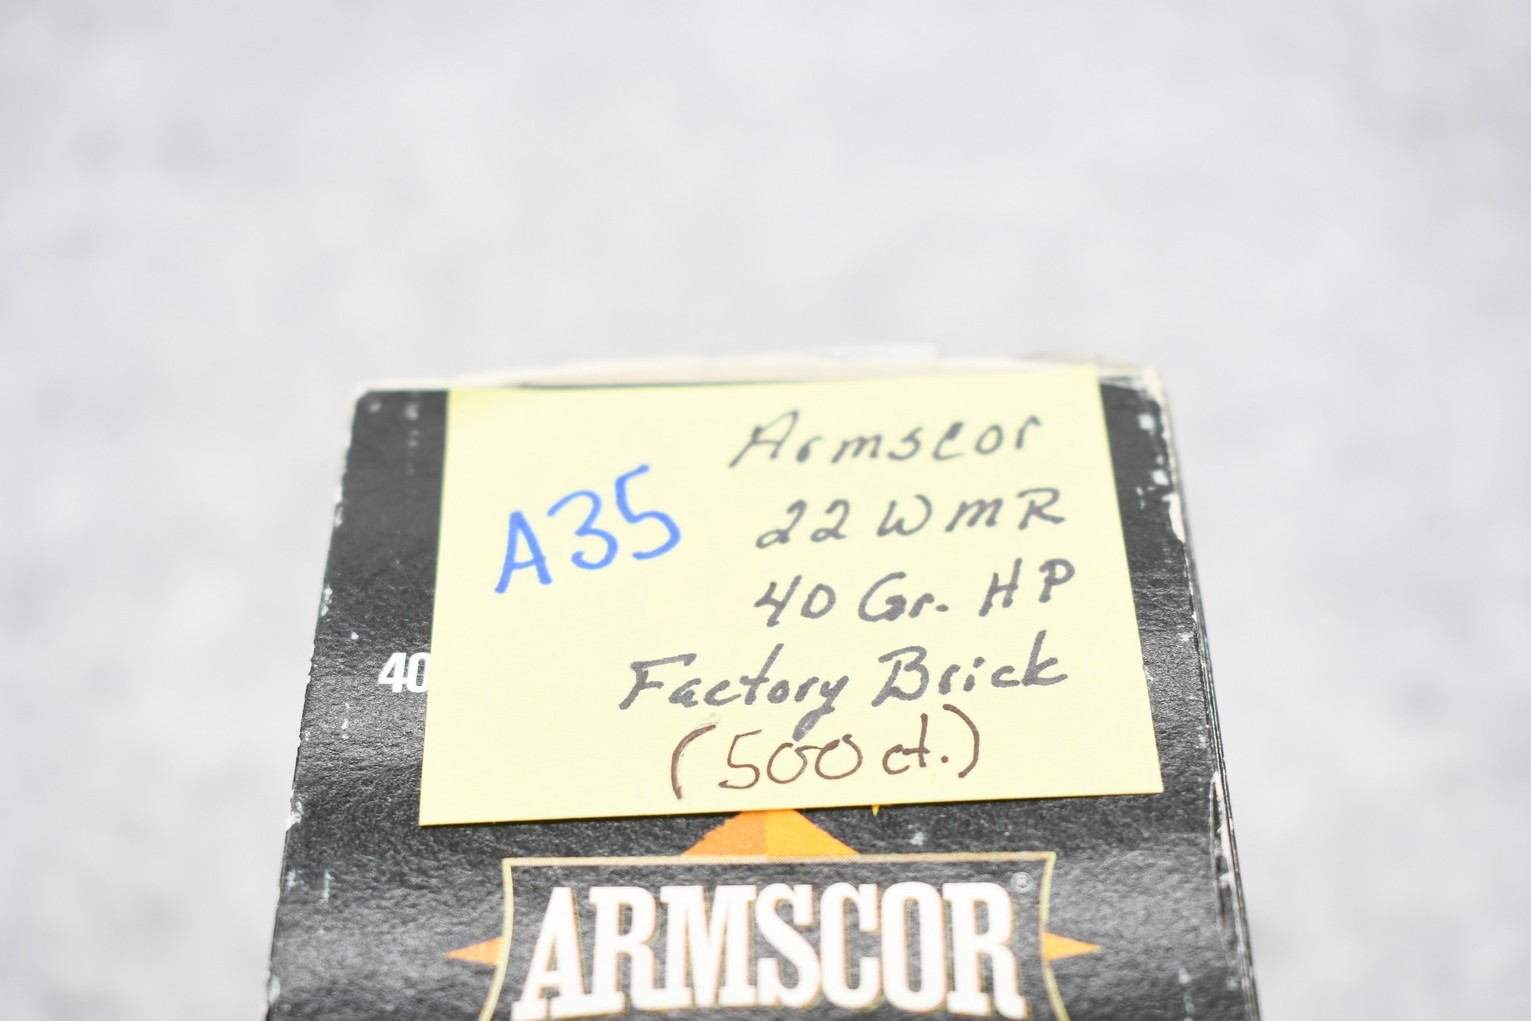 Armscor
A35
22 WMR
40 Gr. HP
Factory Brick
(500 ct.)
40
ARMSCOR®